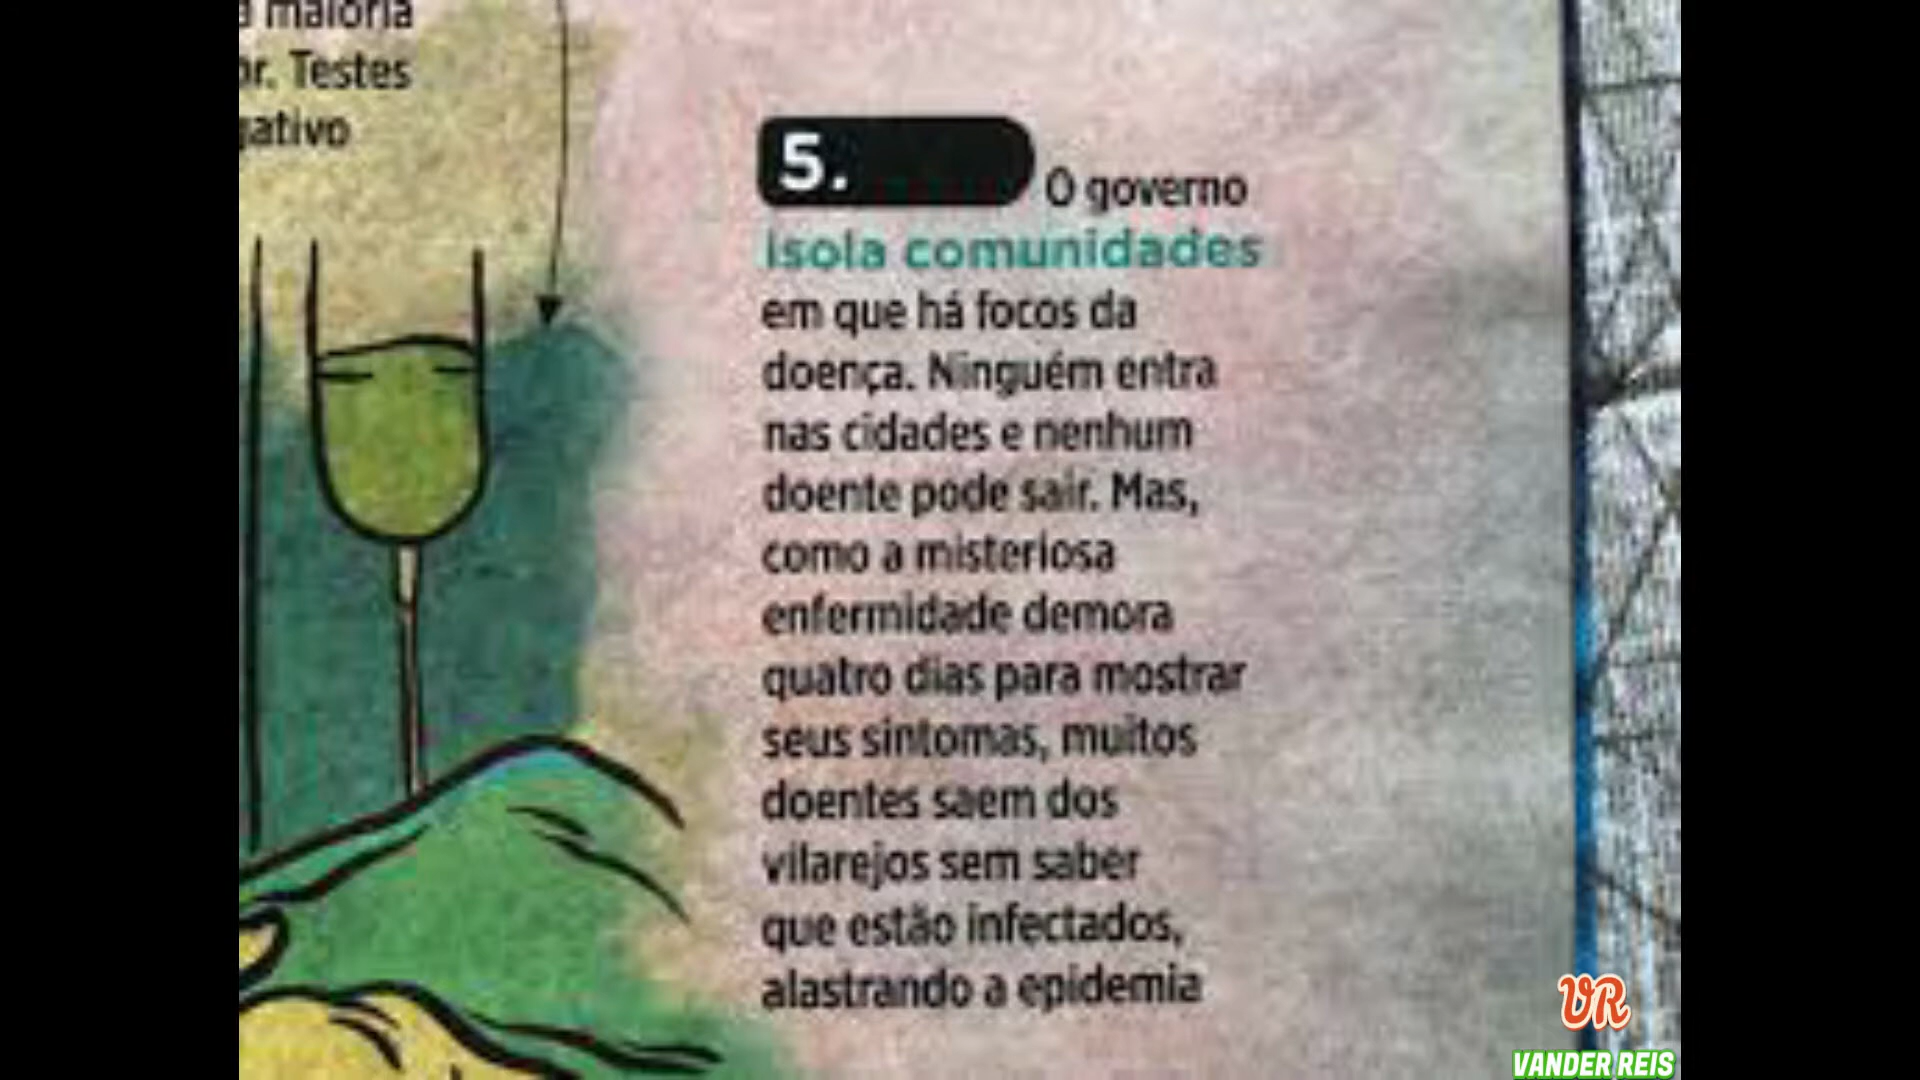 a maioria
or. Testes
gativo
5. O governo
isola comunidades
em que há focos da
doença. Ninguém entra
nas cidades e nenhum
doente pode sair. Mas,
como a misteriosa
enfermidade demora
quatro dias para mostrar
seus sintomas, muitos
doentes saem dos
vilarejos sem saber
que estão infectados,
alastrando a epidemia
VR
VANDER REIS